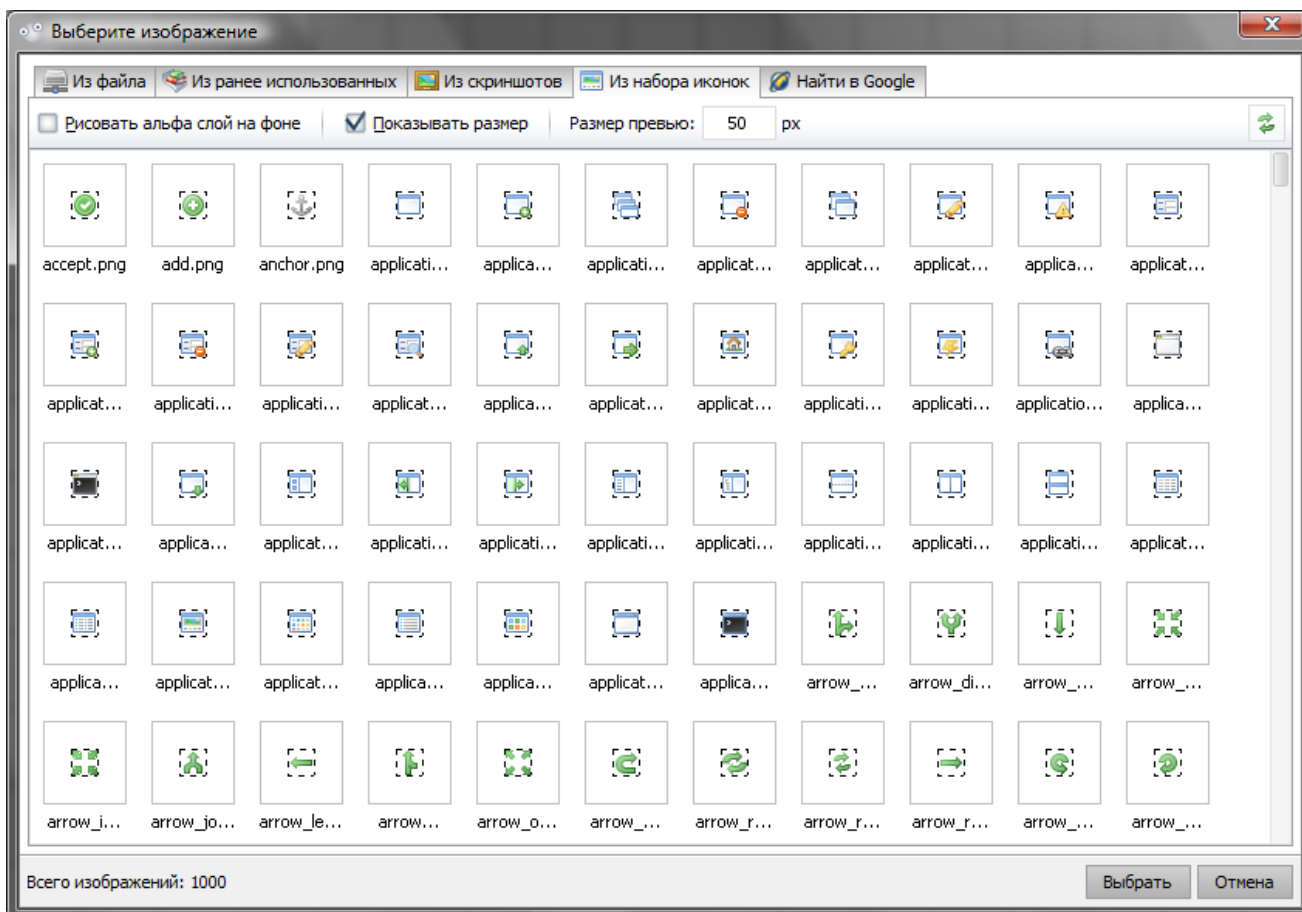 Выберите изображение
Из файла Из ранее использованных Из скриншотов Из набора иконок Найти в Google
Рисовать альфа слой на фоне Показывать размер Размер превью: 50 px
accept.png add.png anchor.png applicati... applica... applicati... applicat... applicat... applicat... applica... applicat...
applicat... applicati... applicati... applicat... applica... applicat... applicat... applicati... applicati... applicatio... applica...
applicat... applica... applicat... applicati... applicati... applicati... applicati... applicati... applicati... applicati... applicat...
applica... applicat... applicat... applica... applica... applicat... applica... arrow_... arrow_di... arrow_... arrow_...
arrow_i... arrow_jo... arrow_le... arrow... arrow_o... arrow_... arrow_r... arrow_r... arrow_r... arrow_... arrow_...
Всего изображений: 1000 Выбрать Отмена